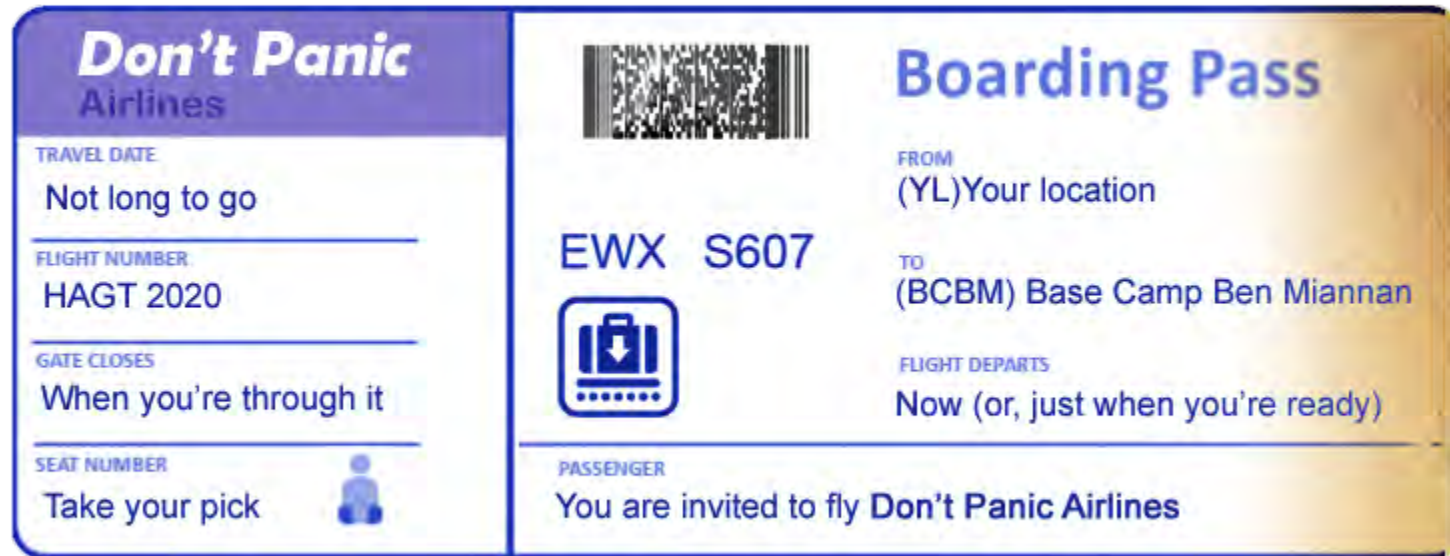 Don't Panic
Airlines
TRAVEL DATE
Not long to go
FLIGHT NUMBER
HAGT 2020
GATE CLOSES
When you're through it
SEAT NUMBER
Take your pick
EWX S607
Boarding Pass
FROM
(YL)Your location
TO
(BCBM) Base Camp Ben Miannan
FLIGHT DEPARTS
Now (or, just when you're ready)
PASSENGER
You are invited to fly Don't Panic Airlines